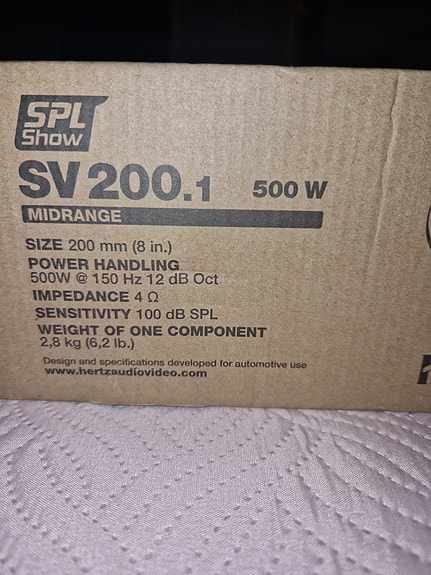 SPL
Show
SV 200.1 500 W
MIDRANGE
SIZE 200 mm (8 in.)
POWER HANDLING
500W @ 150 Hz 12 dB Oct
IMPEDANCE 4 Ω
SENSITIVITY 100 dB SPL
WEIGHT OF ONE COMPONENT
2,8 kg (6,2 lb.)
Design and specifications developed for automotive use
www.hertzaudiovideo.com